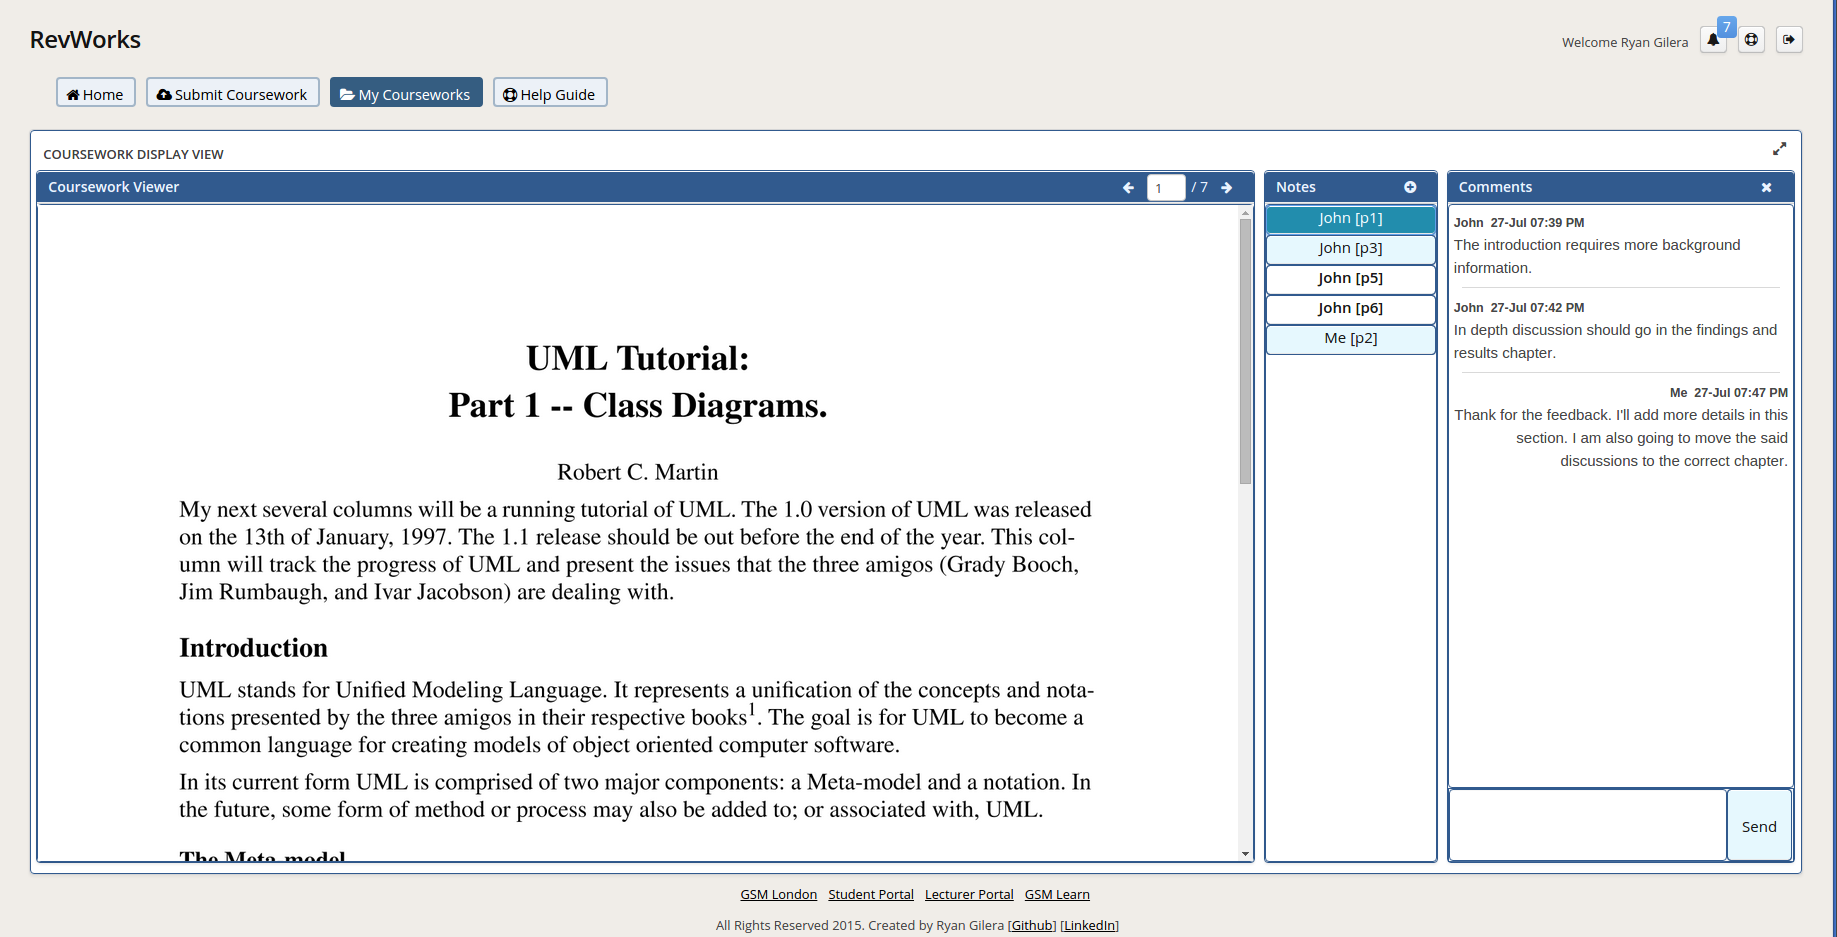 RevWorks
Welcome Ryan Gilera
7
Home
Submit Coursework
My Courseworks
Help Guide
COURSEWORK DISPLAY VIEW
Coursework Viewer
1 / 7
UML Tutorial:
Part 1 -- Class Diagrams.
Robert C. Martin
My next several columns will be a running tutorial of UML. The 1.0 version of UML was released
on the 13th of January, 1997. The 1.1 release should be out before the end of the year. This col-
umn will track the progress of UML and present the issues that the three amigos (Grady Booch,
Jim Rumbaugh, and Ivar Jacobson) are dealing with.
Introduction
UML stands for Unified Modeling Language. It represents a unification of the concepts and nota-
tions presented by the three amigos in their respective books1. The goal is for UML to become a
common language for creating models of object oriented computer software.
In its current form UML is comprised of two major components: a Meta-model and a notation. In
the future, some form of method or process may also be added to; or associated with, UML.
The Meta-model
Notes
John [p1]
John [p3]
John [p5]
John [p6]
Me [p2]
Comments
John 27-Jul 07:39 PM
The introduction requires more background
information.
John 27-Jul 07:42 PM
In depth discussion should go in the findings and
results chapter.
Me 27-Jul 07:47 PM
Thank for the feedback. I'll add more details in this
section. I am also going to move the said
discussions to the correct chapter.
Send
GSM London Student Portal Lecturer Portal GSM Learn
All Rights Reserved 2015. Created by Ryan Gilera [Github] [LinkedIn]